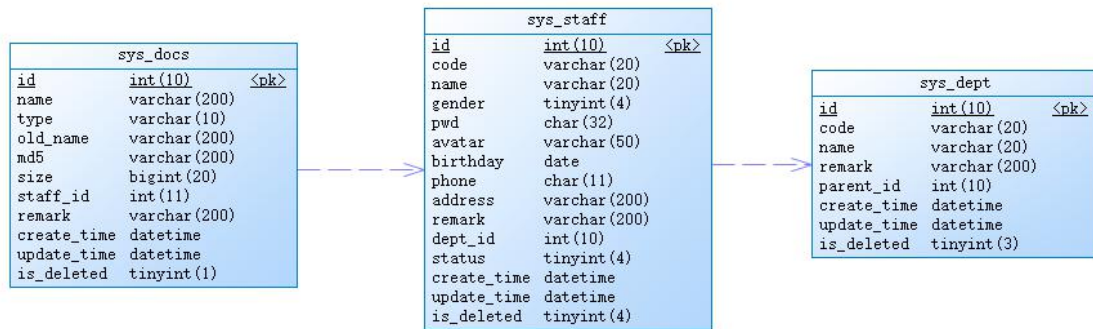 sys_docs
id int(10) <pk>
name varchar(200)
type varchar(10)
old_name varchar(200)
md5 varchar(200)
size bigint(20)
staff_id int(11)
remark varchar(200)
create_time datetime
update_time datetime
is_deleted tinyint(1)
sys_staff
id int(10) <pk>
code varchar(20)
name varchar(20)
gender tinyint(4)
pwd char(32)
avatar varchar(50)
birthday date
phone char(11)
address varchar(200)
remark varchar(200)
dept_id int(10)
status tinyint(4)
create_time datetime
update_time datetime
is_deleted tinyint(4)
sys_dept
id int(10) <pk>
code varchar(20)
name varchar(20)
remark varchar(200)
parent_id int(10)
create_time datetime
update_time datetime
is_deleted tinyint(3)